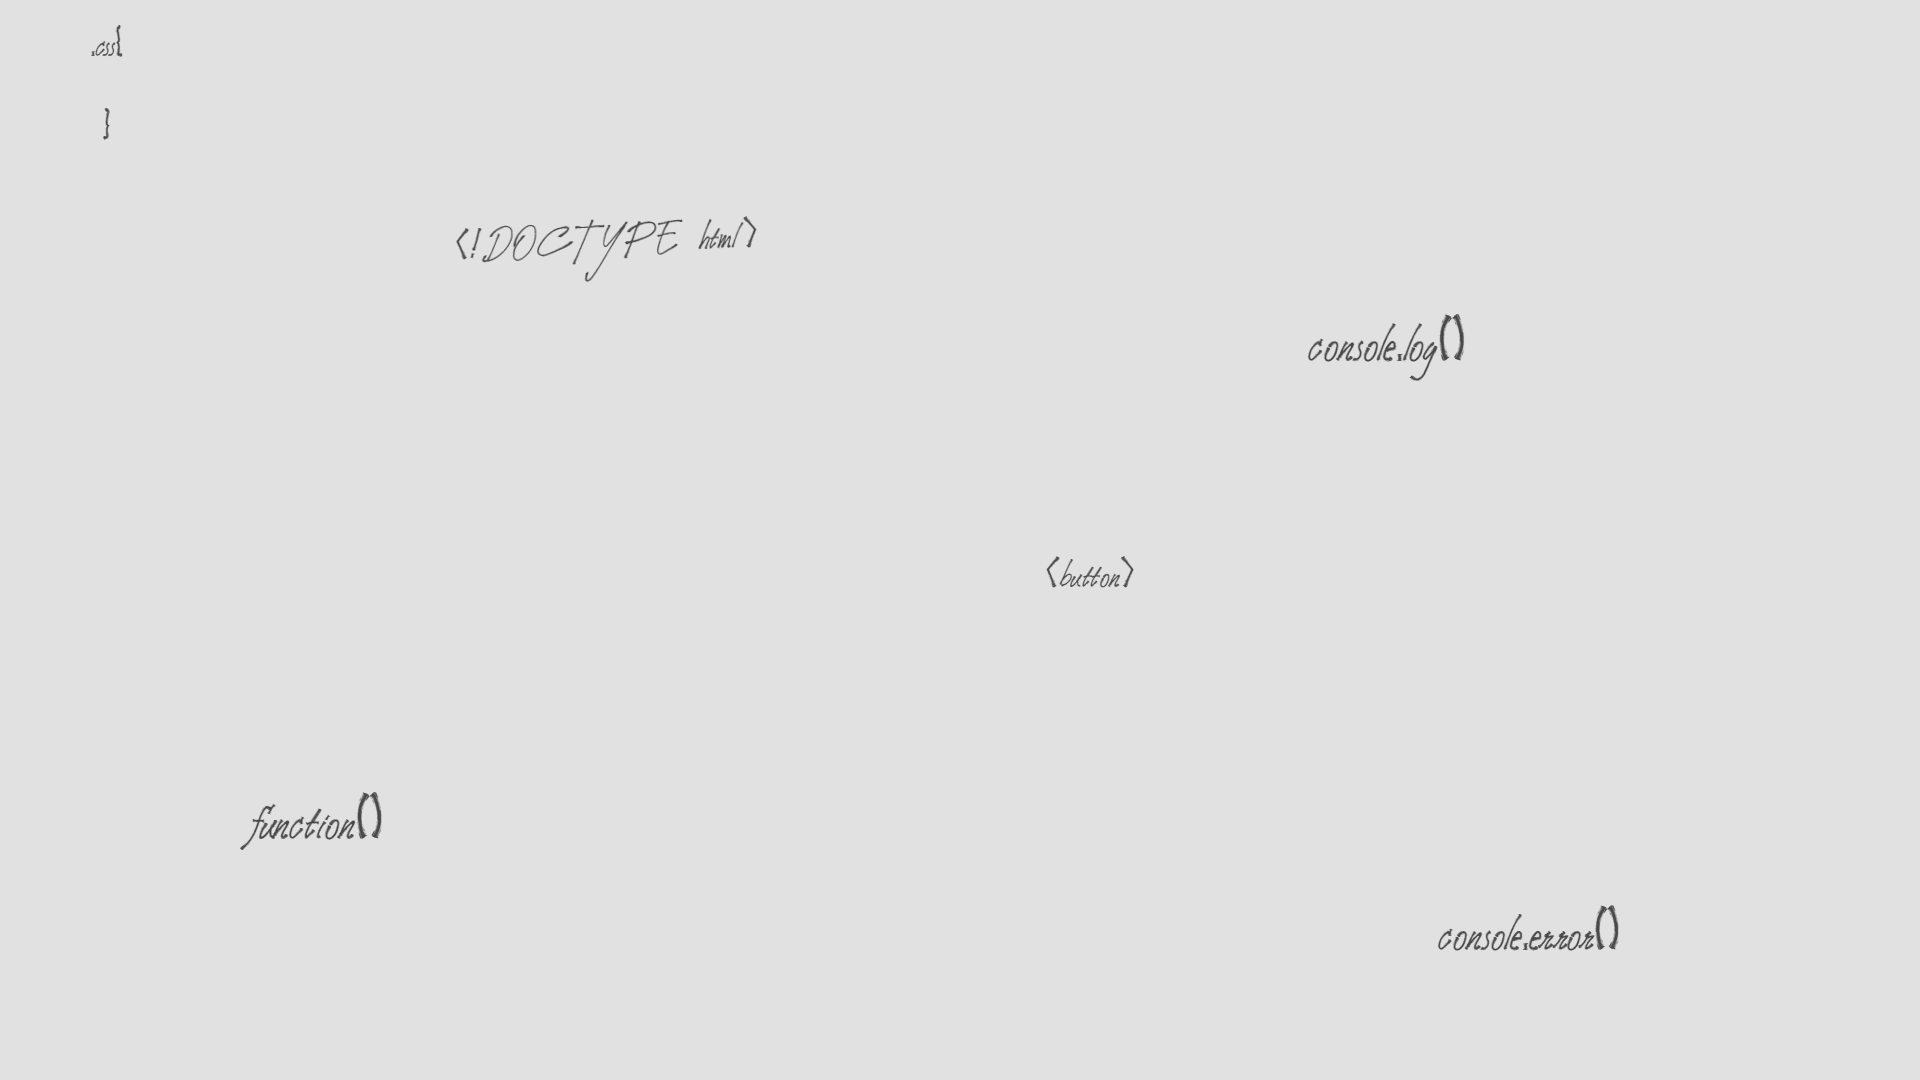 .css{
}
<!DOCTYPE html>
console.log()
<button>
function()
console.error()